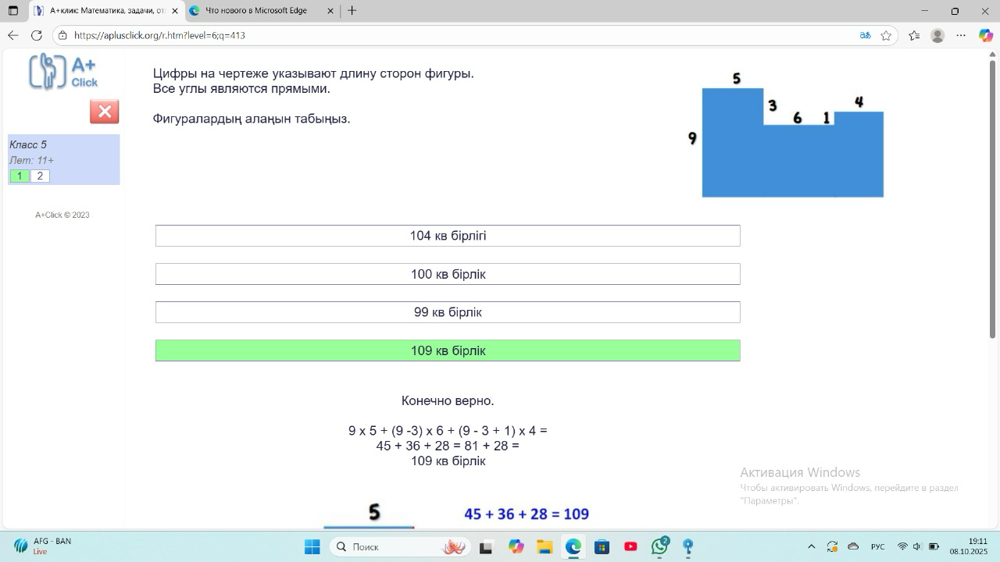 A+клик Математика, задачи, осн
Что нового в Microsoft Edge
https://aplusclick.org/r.htm?level=6;q=413
A+
Click
Класс 5
Лет: 11+
1 2
A+Click © 2023
Цифры на чертеже указывают длину сторон фигуры.
Все углы являются прямыми.
Фигуралардың алаңын табыңыз.
5
3
6
1
4
9
104 кв бірлігі
100 кв бірлік
99 кв бірлік
109 кв бірлік
Конечно верно.
9 x 5 + (9 -3) x 6 + (9 - 3 + 1) x 4 =
45 + 36 + 28 = 81 + 28 =
109 кв бірлік
5
45 + 36 + 28 = 109
Активация Windows
Чтобы активировать Windows, перейдите в раздел
"Параметры".
AFG - BAN
Live
Поиск
2
РУС
19:11
08.10.2025